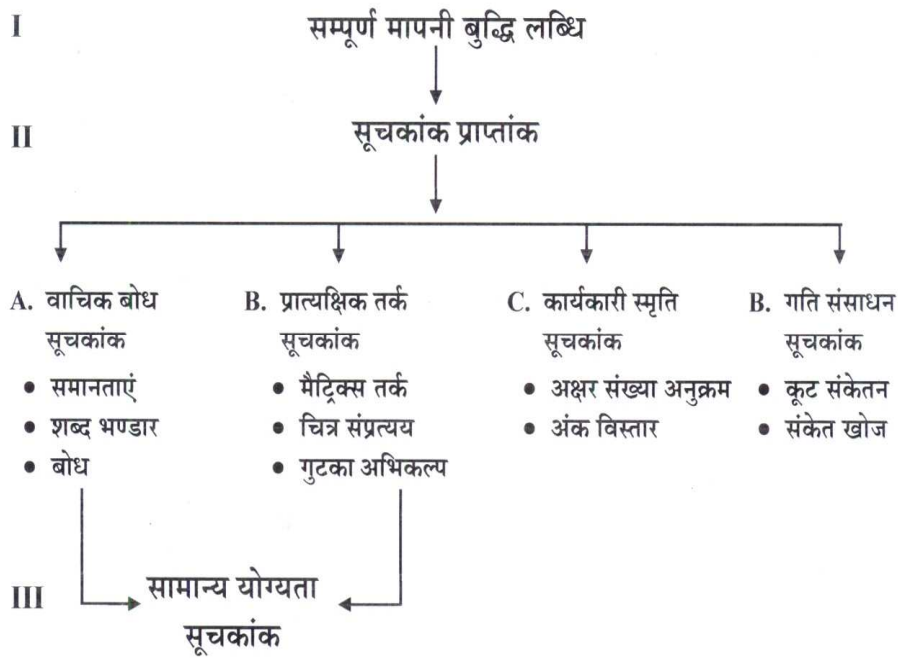 I सम्पूर्ण मापनी बुद्धि लब्धि
II सूचकांक प्राप्तांक
A. वाचिक बोध
सूचकांक
• समानताएं
• शब्द भण्डार
• बोध
B. प्रात्यक्षिक तर्क
सूचकांक
• मैट्रिक्स तर्क
• चित्र संप्रत्यय
• गुटका अभिकल्प
C. कार्यकारी स्मृति
सूचकांक
• अक्षर संख्या अनुक्रम
• अंक विस्तार
B. गति संसाधन
सूचकांक
• कूट संकेतन
• संकेत खोज
III सामान्य योग्यता
सूचकांक